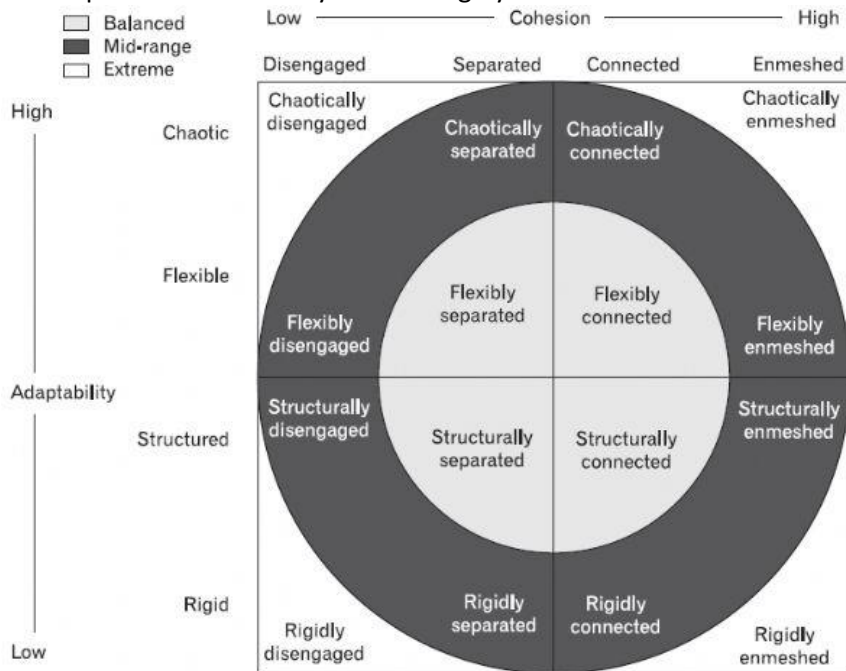 Low Cohesion High
Balanced
Mid-range
Extreme
Disengaged Separated Connected Enmeshed
High
Chaotic
Chaotically
disengaged
Chaotically
separated
Chaotically
connected
Chaotically
enmeshed
Flexible
Flexibly
separated
Flexibly
connected
Flexibly
disengaged
Flexibly
enmeshed
Adaptability
Structurally
disengaged
Structurally
enmeshed
Structured
Structurally
separated
Structurally
connected
Rigid
Rigidly
separated
Rigidly
connected
Low
Rigidly
disengaged
Rigidly
enmeshed